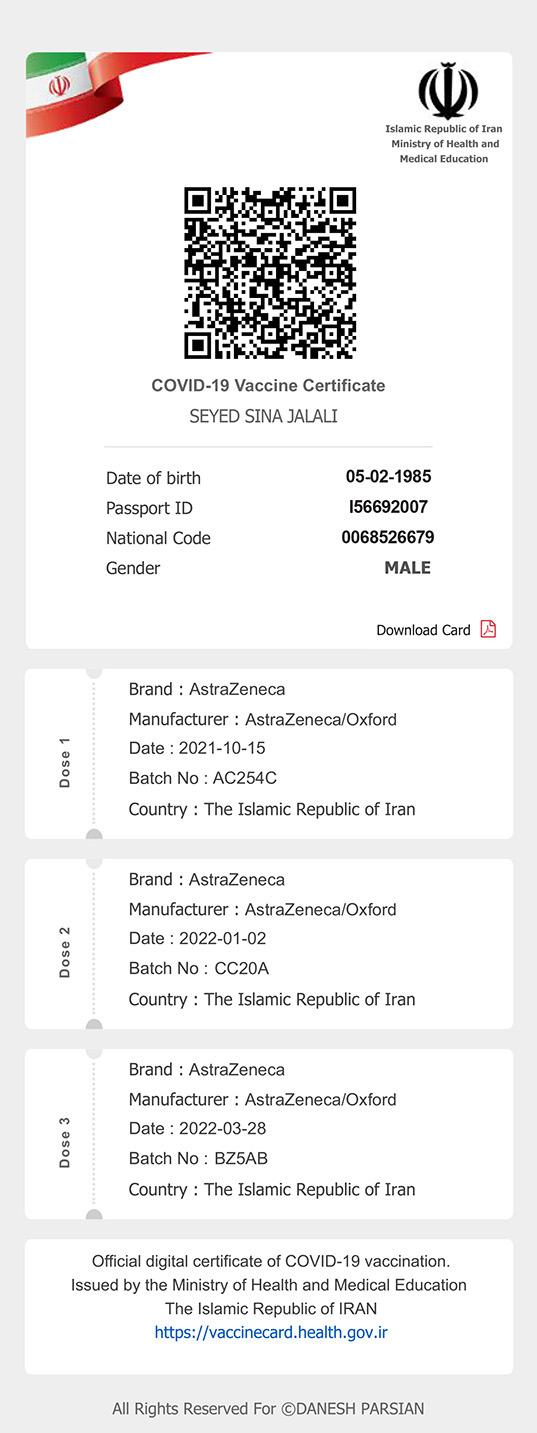 Islamic Republic of Iran
Ministry of Health and
Medical Education
COVID-19 Vaccine Certificate
SEYED SINA JALALI
Date of birth 05-02-1985
Passport ID I56692007
National Code 0068526679
Gender MALE
Download Card
Dose 1
Brand : AstraZeneca
Manufacturer : AstraZeneca/Oxford
Date : 2021-10-15
Batch No : AC254C
Country : The Islamic Republic of Iran
Dose 2
Brand : AstraZeneca
Manufacturer : AstraZeneca/Oxford
Date : 2022-01-02
Batch No : CC20A
Country : The Islamic Republic of Iran
Dose 3
Brand : AstraZeneca
Manufacturer : AstraZeneca/Oxford
Date : 2022-03-28
Batch No : BZ5AB
Country : The Islamic Republic of Iran
Official digital certificate of COVID-19 vaccination.
Issued by the Ministry of Health and Medical Education
The Islamic Republic of IRAN
https://vaccinecard.health.gov.ir
All Rights Reserved For ©DANESH PARSIAN